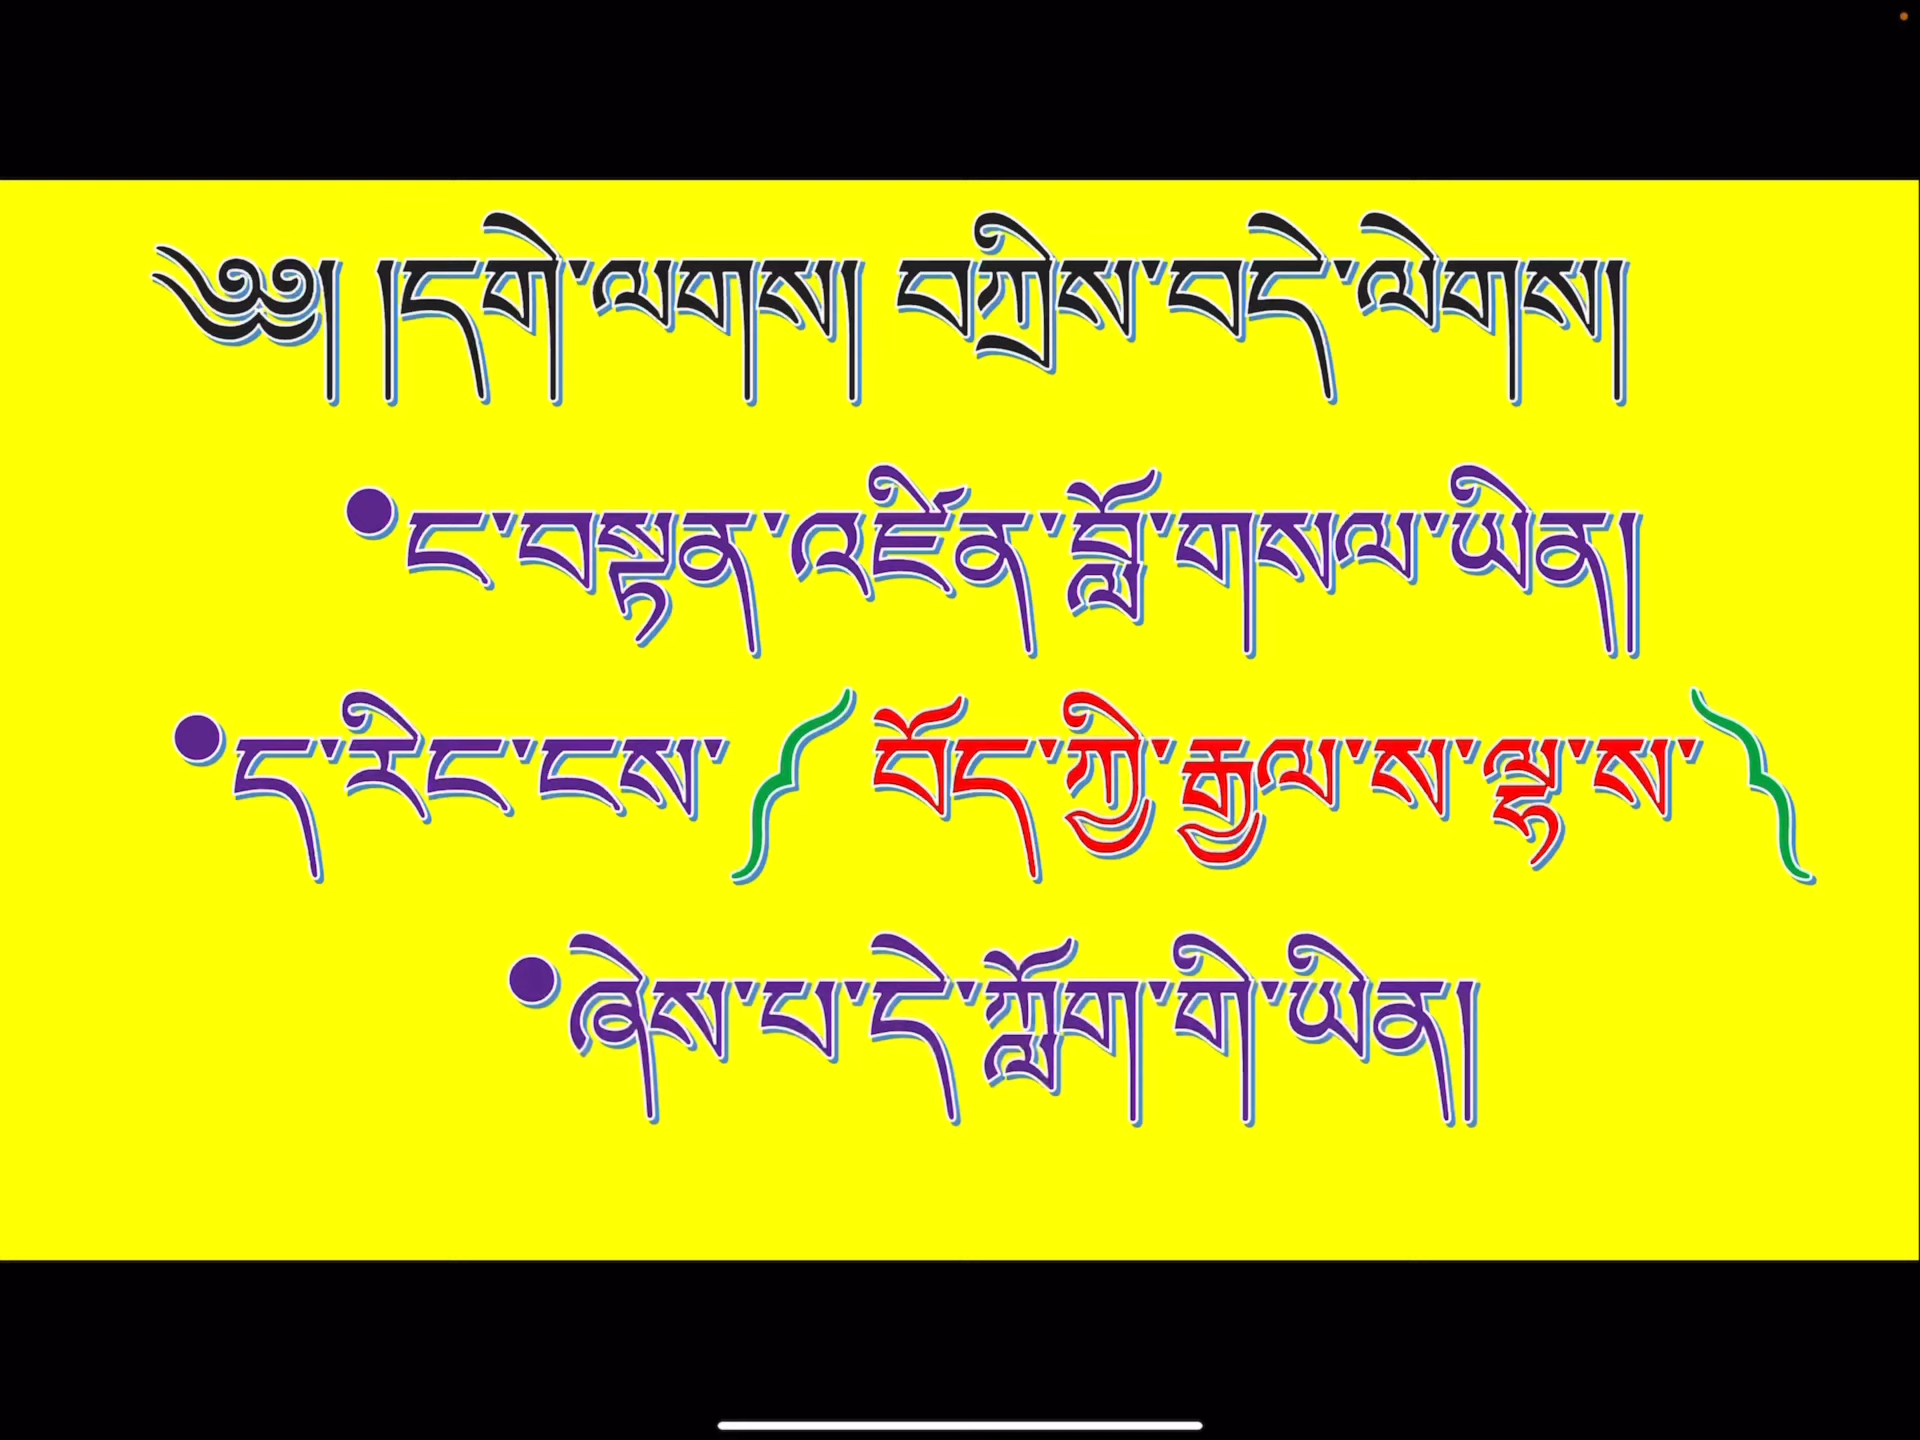 ༄༅། །དགེ་ལགས། བཀྲིས་བདེ་ལེགས།
•ང་བསྟན་འཛིན་བློ་གསལ་ཡིན།
•ད་རིང་ངས་༼ བོད་ཀྱི་རྒྱལ་ས་ལྷ་ས་༽
•ཞེས་པ་དེ་ཀློག་གི་ཡིན།